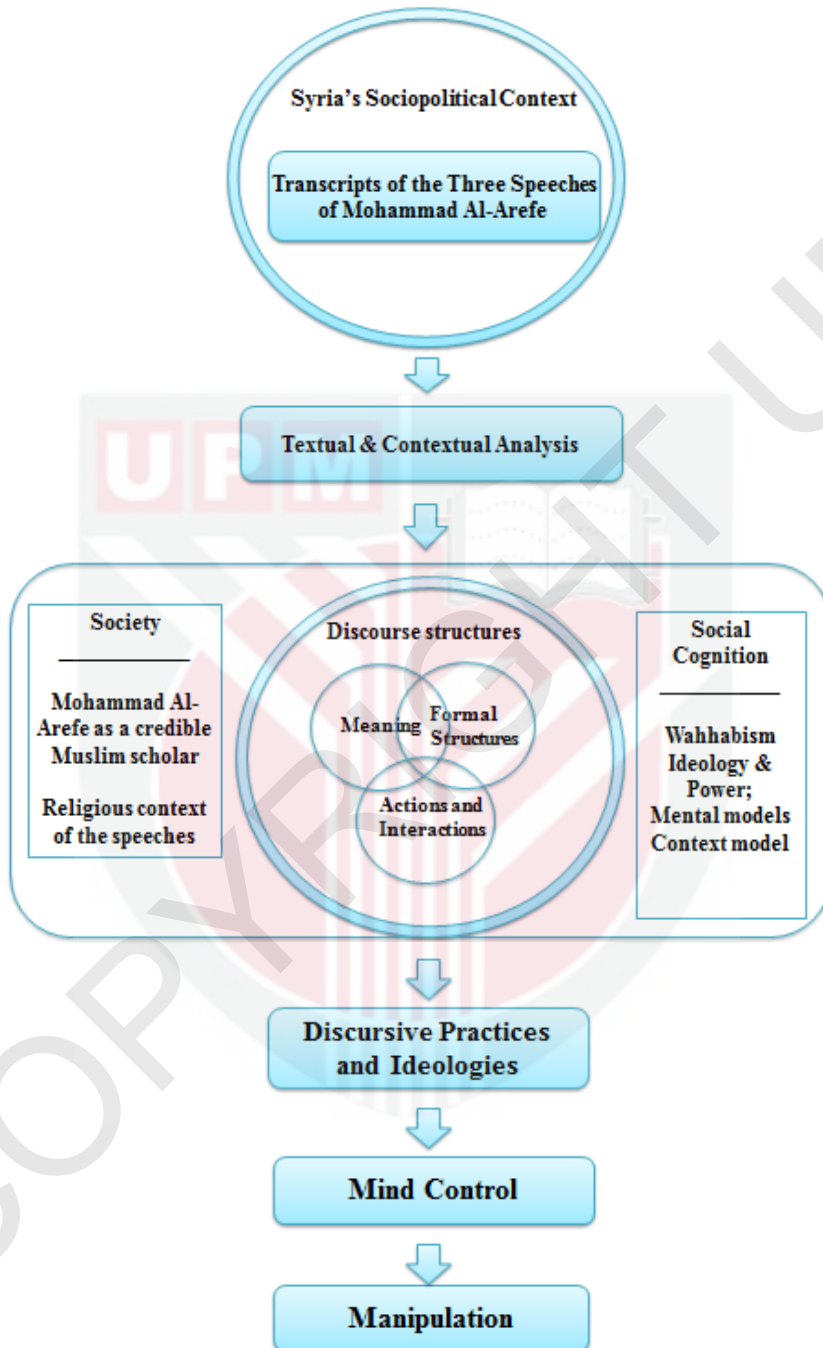 Syria's Sociopolitical Context
Transcripts of the Three Speeches
of Mohammad Al-Arefe
Textual & Contextual Analysis
UPM
Society
Mohammad Al-
Arefe as a credible
Muslim scholar
Religious context
of the speeches
Discourse structures
Meaning
Formal
Structures
Actions and
Interactions
Social
Cognition
Wahhabism
Ideology &
Power;
Mental models
Context model
Discursive Practices
and Ideologies
Mind Control
Manipulation
COPYRIGHT U